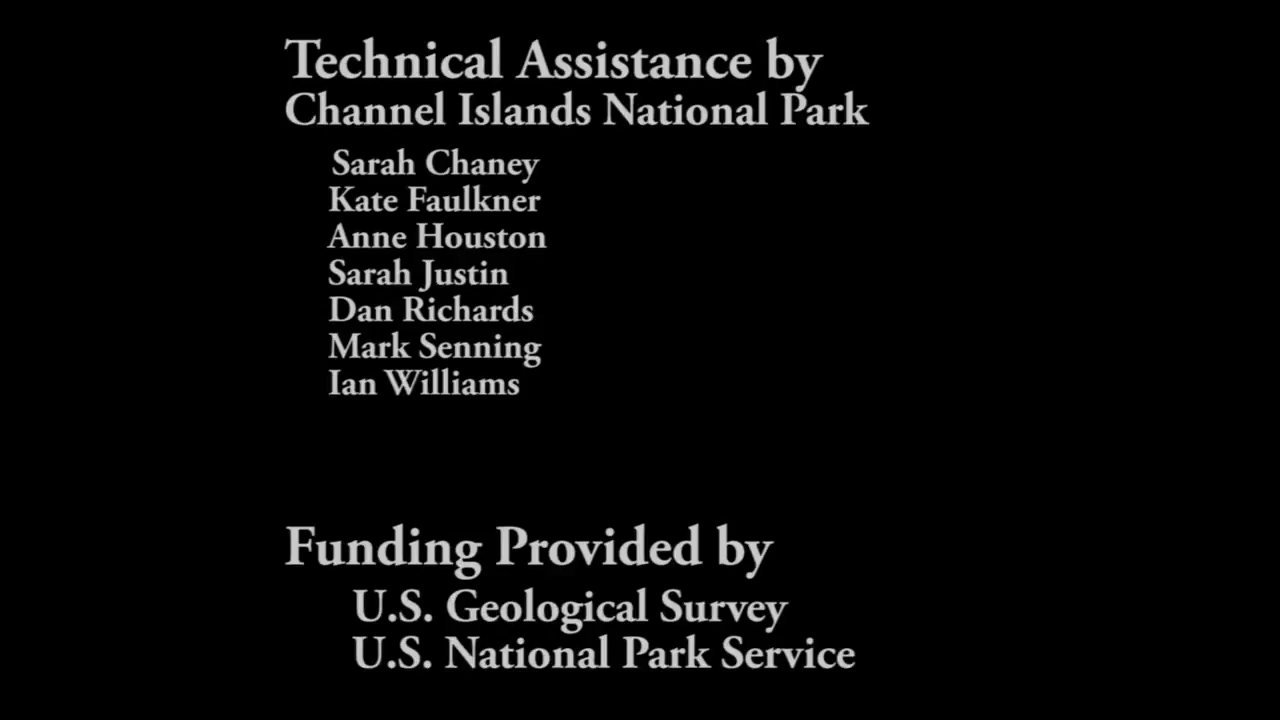 Technical Assistance by
Channel Islands National Park
Sarah Chaney
Kate Faulkner
Anne Houston
Sarah Justin
Dan Richards
Mark Senning
Ian Williams
Funding Provided by
U.S. Geological Survey
U.S. National Park Service